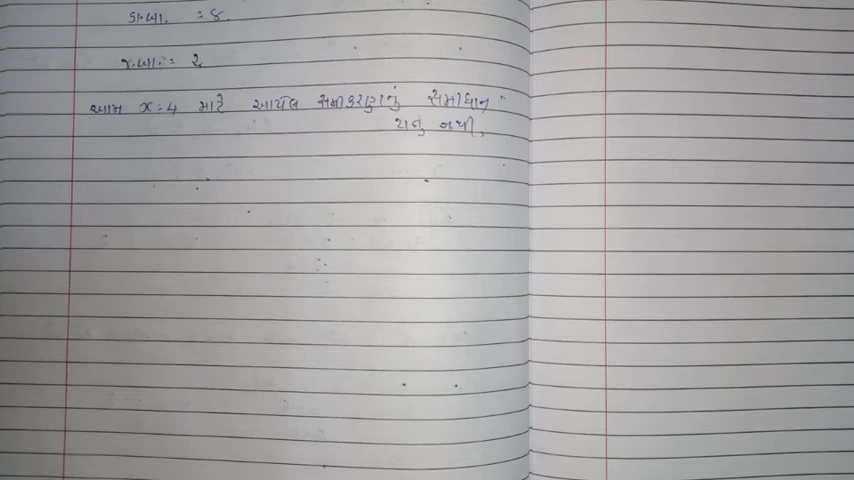 ડા.બા. = ૪
જ.બા. = ૨
આમ x = 4 માટે આપેલ સમીકરણનું સમાધાન
થતું નથી,